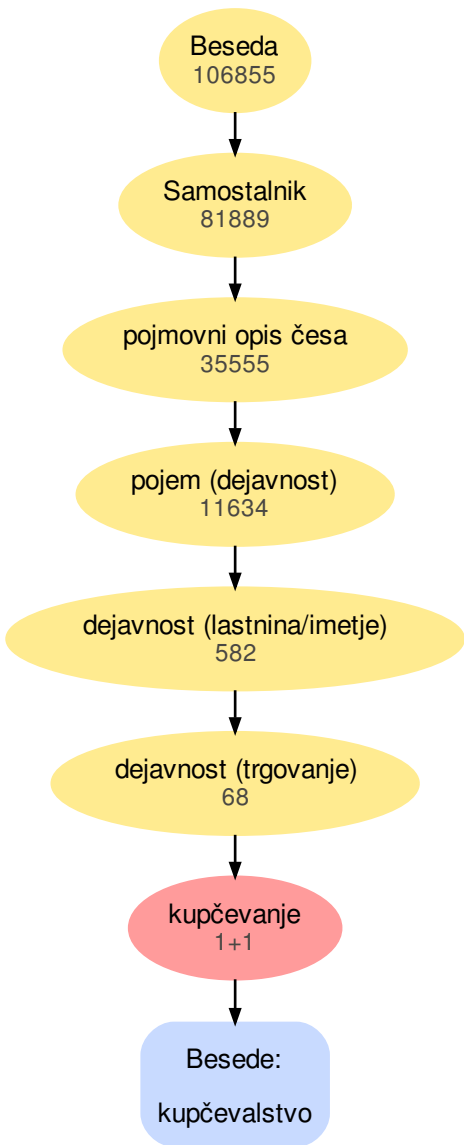 Beseda
106855
Samostalnik
81889
pojmovni opis česa
35555
pojem (dejavnost)
11634
dejavnost (lastnina/imetje)
582
dejavnost (trgovanje)
68
kupčevanje
1+1
Besede:
kupčevalstvo